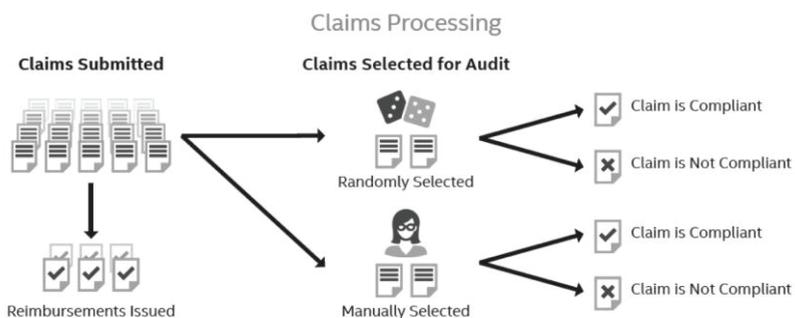 Claims Processing
Claims Submitted
Claims Selected for Audit
Claim is Compliant
Randomly Selected
Claim is Not Compliant
Claim is Compliant
Reimbursements Issued
Manually Selected
Claim is Not Compliant